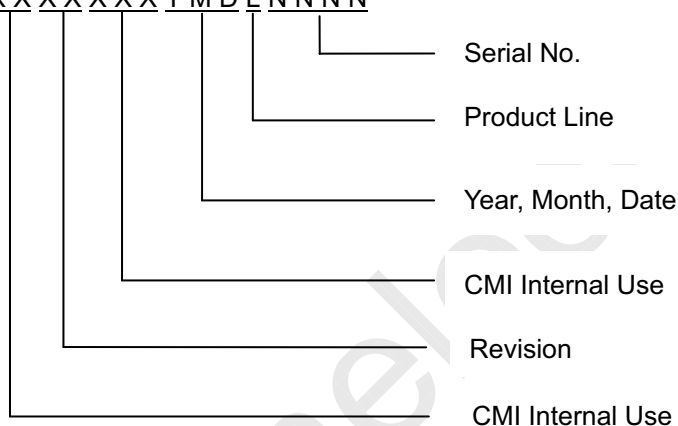 X X X X X X X Y M D L N N N N
Serial No.
Product Line
Year, Month, Date
CMI Internal Use
Revision
CMI Internal Use